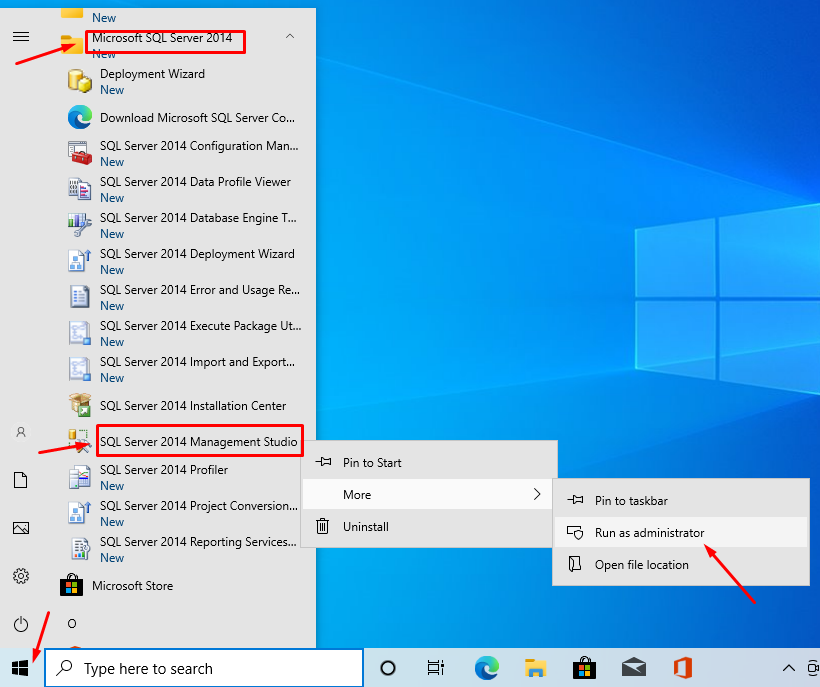 New
Microsoft SQL Server 2014
New
Deployment Wizard
New
Download Microsoft SQL Server Co...
SQL Server 2014 Configuration Man...
New
SQL Server 2014 Data Profile Viewer
New
SQL Server 2014 Database Engine T...
New
SQL Server 2014 Deployment Wizard
New
SQL Server 2014 Error and Usage Re...
New
SQL Server 2014 Execute Package Ut...
New
SQL Server 2014 Import and Export...
New
SQL Server 2014 Installation Center
SQL Server 2014 Management Studio
SQL Server 2014 Profiler
New
SQL Server 2014 Project Conversion...
New
SQL Server 2014 Reporting Services...
New
Microsoft Store
O
Pin to Start
More
Uninstall
Pin to taskbar
Run as administrator
Open file location
Type here to search